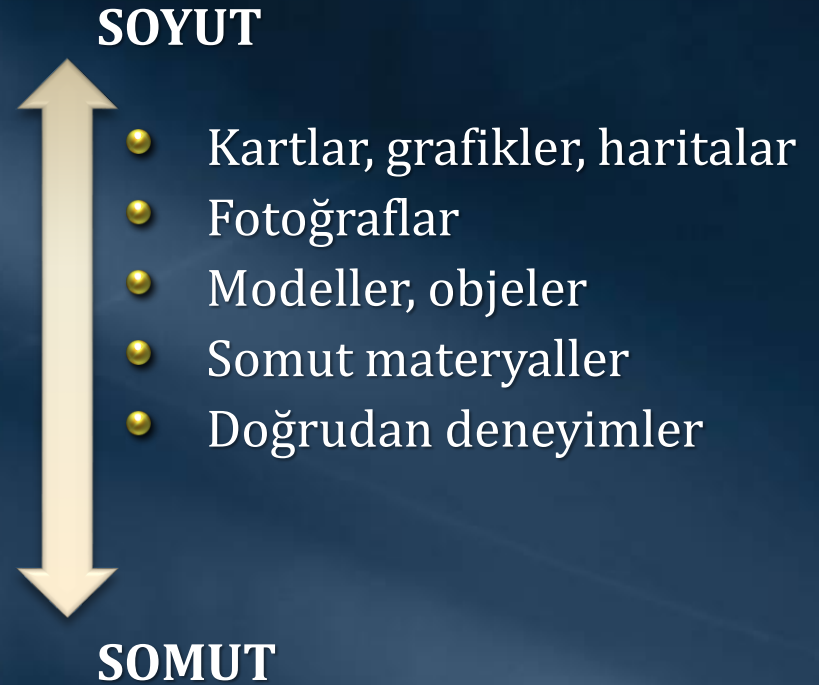 SOYUT
Kartlar, grafikler, haritalar
Fotoğraflar
Modeller, objeler
Somut materyaller
Doğrudan deneyimler
SOMUT